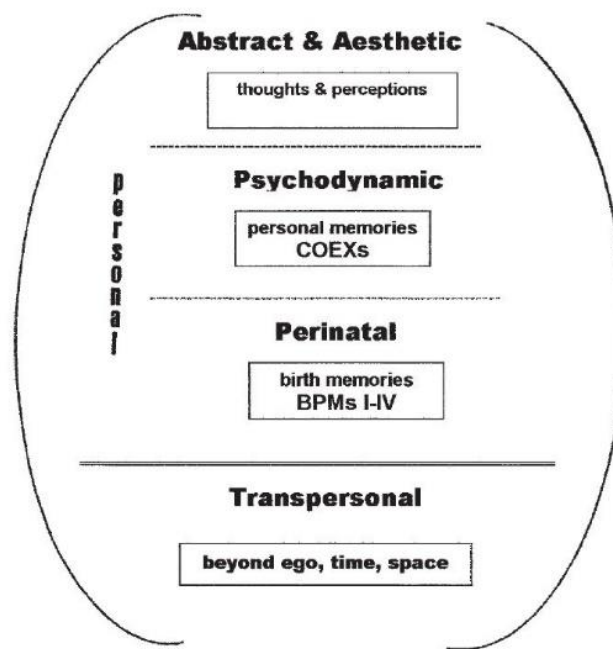 Abstract & Aesthetic
thoughts & perceptions
personal
Psychodynamic
personal memories
COEXs
Perinatal
birth memories
BPMs I-IV
Transpersonal
beyond ego, time, space